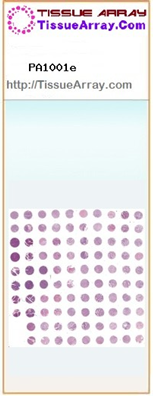 TISSUE ARRAY
TissueArray.Com
PA1001e
http://TissueArray.com